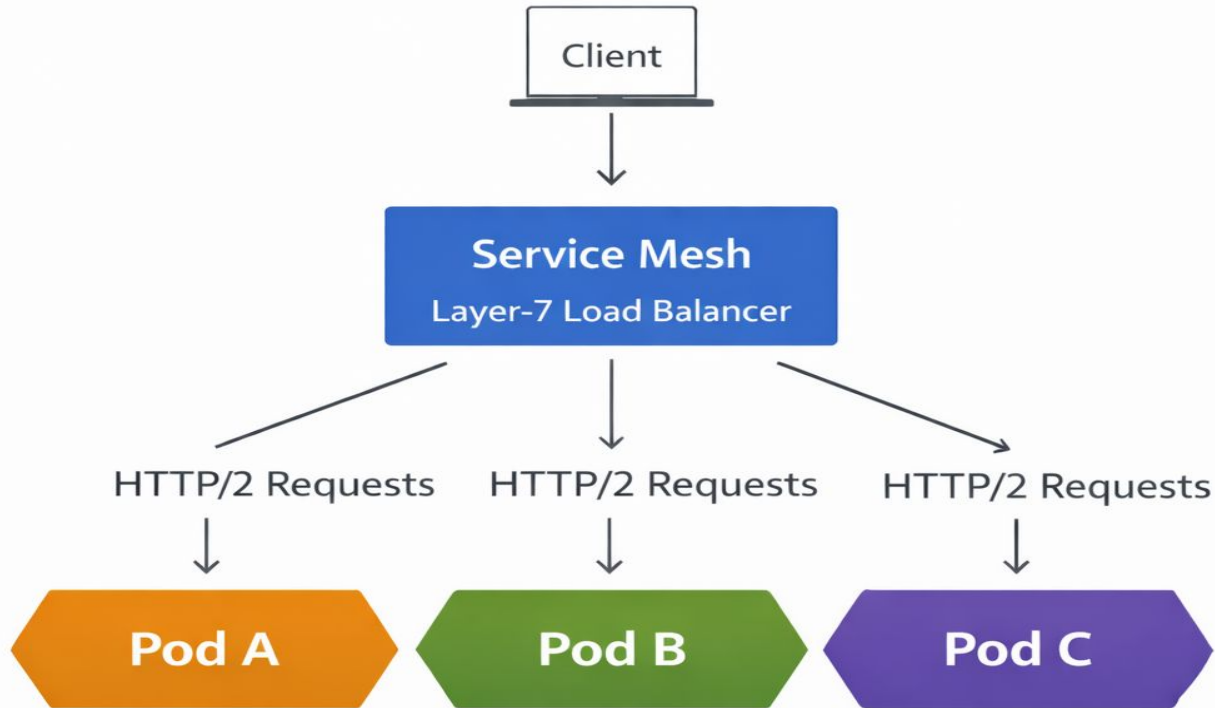 Client
Service Mesh
Layer-7 Load Balancer
HTTP/2 Requests
HTTP/2 Requests
HTTP/2 Requests
Pod A
Pod B
Pod C